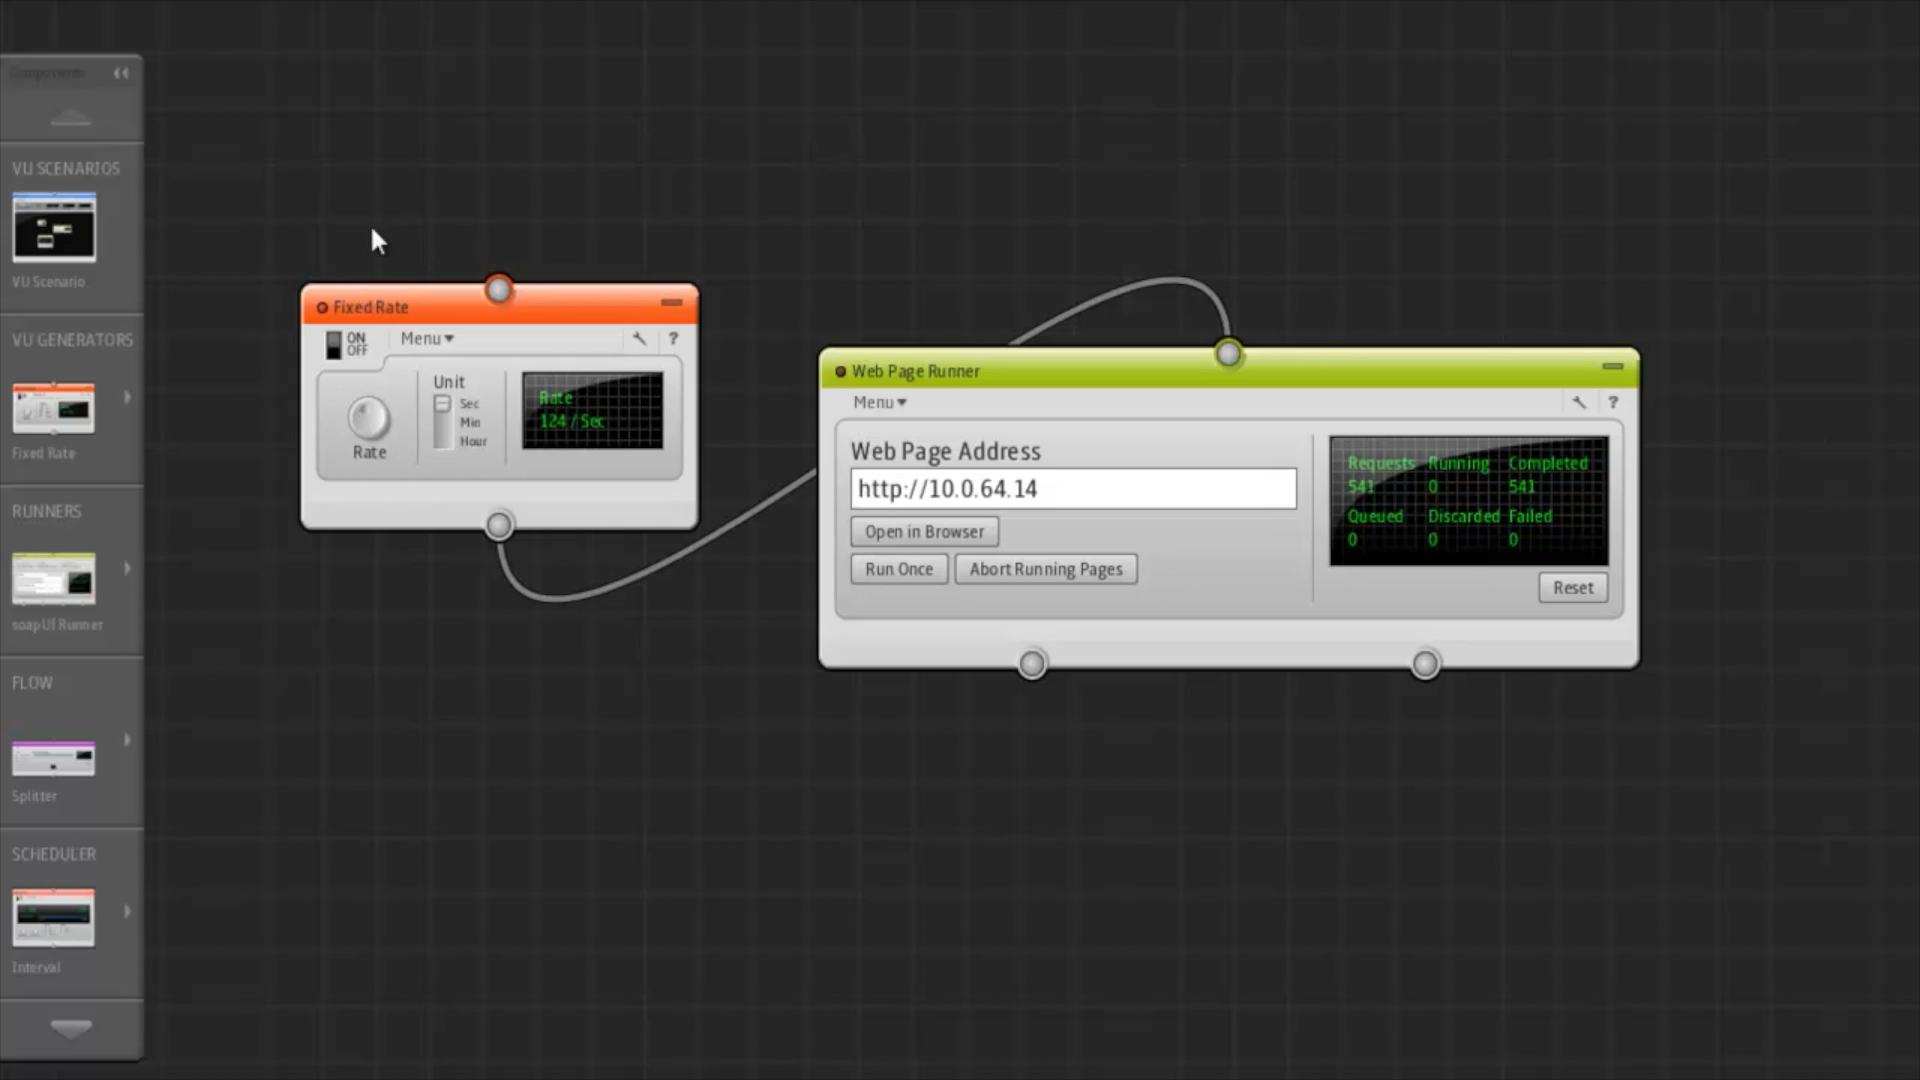 Components
VU SCENARIOS
VU Scenario
VU GENERATORS
Fixed Rate
RUNNERS
soapUI Runner
FLOW
Splitter
SCHEDULER
Interval
Fixed Rate
ON
OFF
Menu
?
Rate
Unit
Sec
Min
Hour
Rate
124 / Sec
Web Page Runner
Menu
?
Web Page Address
http://10.0.64.14
Open in Browser
Run Once Abort Running Pages
Requests Running Completed
541 0 541
Queued Discarded Failed
0 0 0
Reset